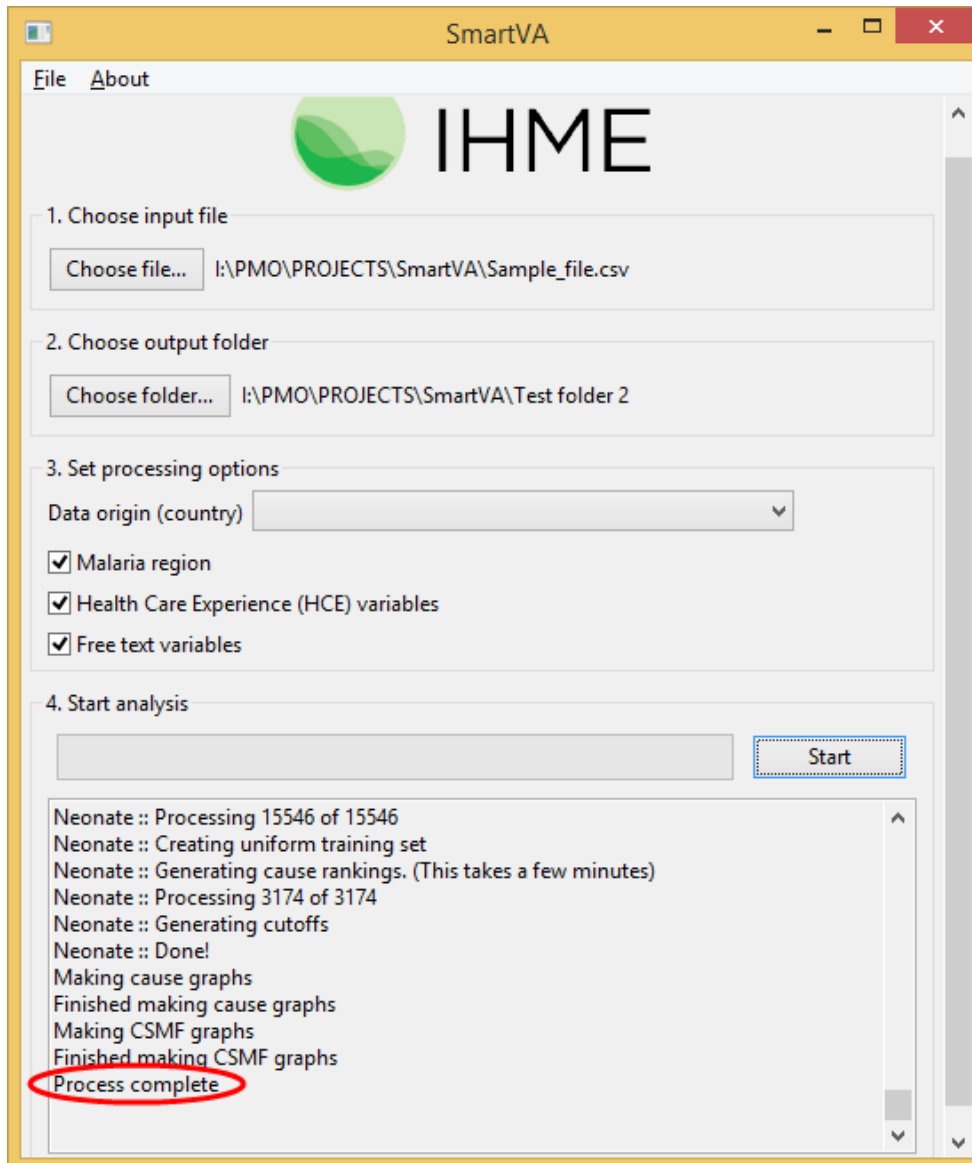 SmartVA
File About
IHME
1. Choose input file
Choose file... I:\PMO\PROJECTS\SmartVA\Sample_file.csv
2. Choose output folder
Choose folder... I:\PMO\PROJECTS\SmartVA\Test folder 2
3. Set processing options
Data origin (country)
Malaria region
Health Care Experience (HCE) variables
Free text variables
4. Start analysis
Start
Neonate :: Processing 15546 of 15546
Neonate :: Creating uniform training set
Neonate :: Generating cause rankings. (This takes a few minutes)
Neonate :: Processing 3174 of 3174
Neonate :: Generating cutoffs
Neonate :: Done!
Making cause graphs
Finished making cause graphs
Making CSMF graphs
Finished making CSMF graphs
Process complete